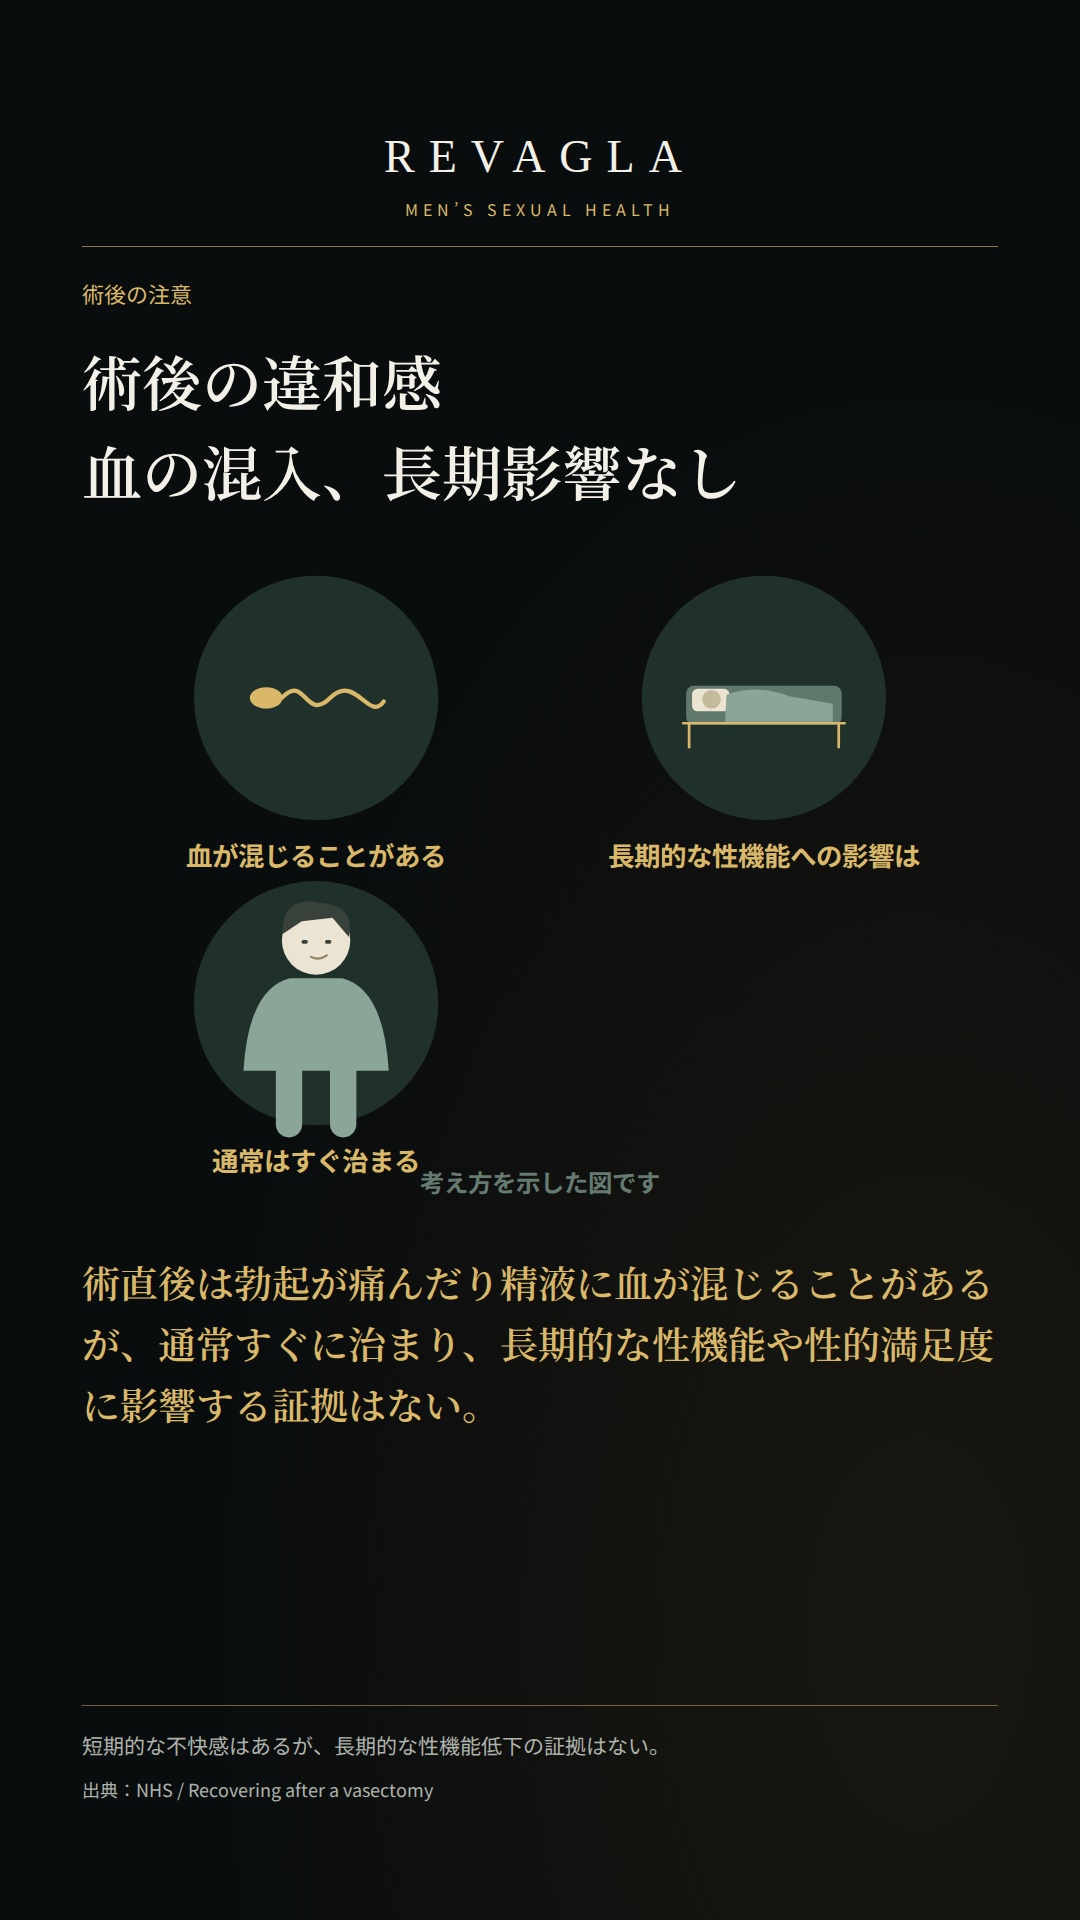 REVAGLA
MEN’S SEXUAL HEALTH
術後の注意
術後の違和感
血の混入、長期影響なし
血が混じることがある
長期的な性機能への影響は
通常はすぐ治まる
考え方を示した図です
術直後は勃起が痛んだり精液に血が混じることがある
が、通常すぐに治まり、長期的な性機能や性的満足度
に影響する証拠はない。
短期的な不快感はあるが、長期的な性機能低下の証拠はない。
出典：NHS / Recovering after a vasectomy